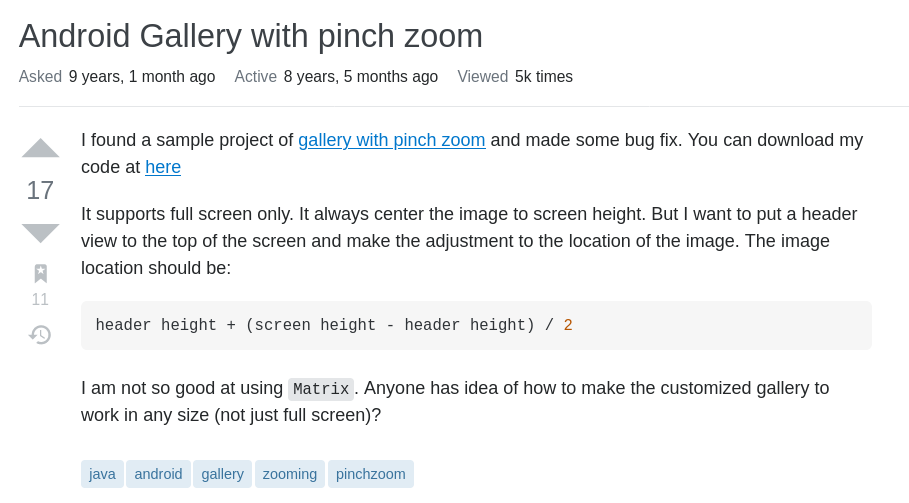 Android Gallery with pinch zoom
Asked 9 years, 1 month ago Active 8 years, 5 months ago Viewed 5k times
I found a sample project of gallery with pinch zoom and made some bug fix. You can download my
code at here
17
It supports full screen only. It always center the image to screen height. But I want to put a header
view to the top of the screen and make the adjustment to the location of the image. The image
location should be:
11
header height + (screen height - header height) / 2
I am not so good at using Matrix. Anyone has idea of how to make the customized gallery to
work in any size (not just full screen)?
java android gallery zooming pinchzoom